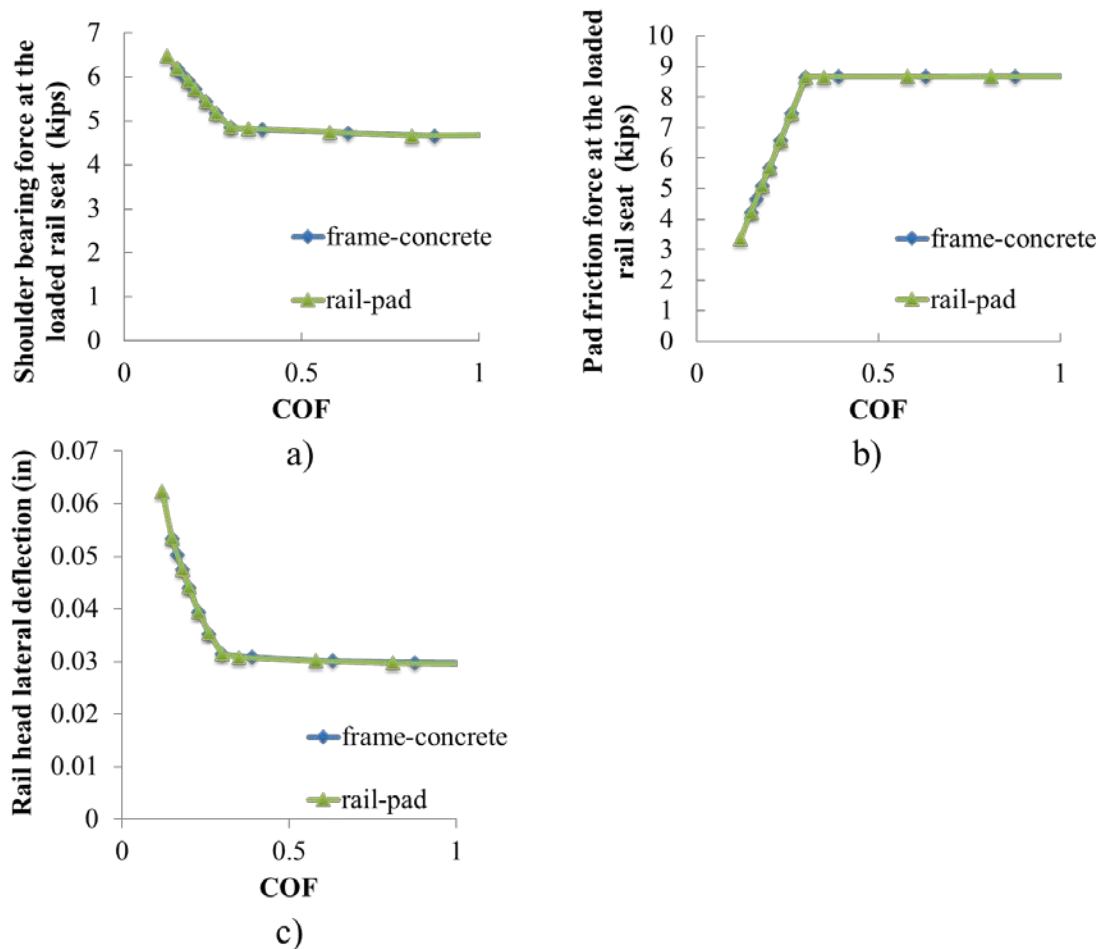 Shoulder bearing force at the
loaded rail seat (kips)
7
6
5
4
3
2
1
0
0
0.5
1
COF
frame-concrete
rail-pad
a)
Pad friction force at the loaded
rail seat (kips)
10
9
8
7
6
5
4
3
2
1
0
0
0.5
1
COF
frame-concrete
rail-pad
b)
Rail head lateral deflection (in)
0.07
0.06
0.05
0.04
0.03
0.02
0.01
0
0
0.5
1
COF
frame-concrete
rail-pad
c)